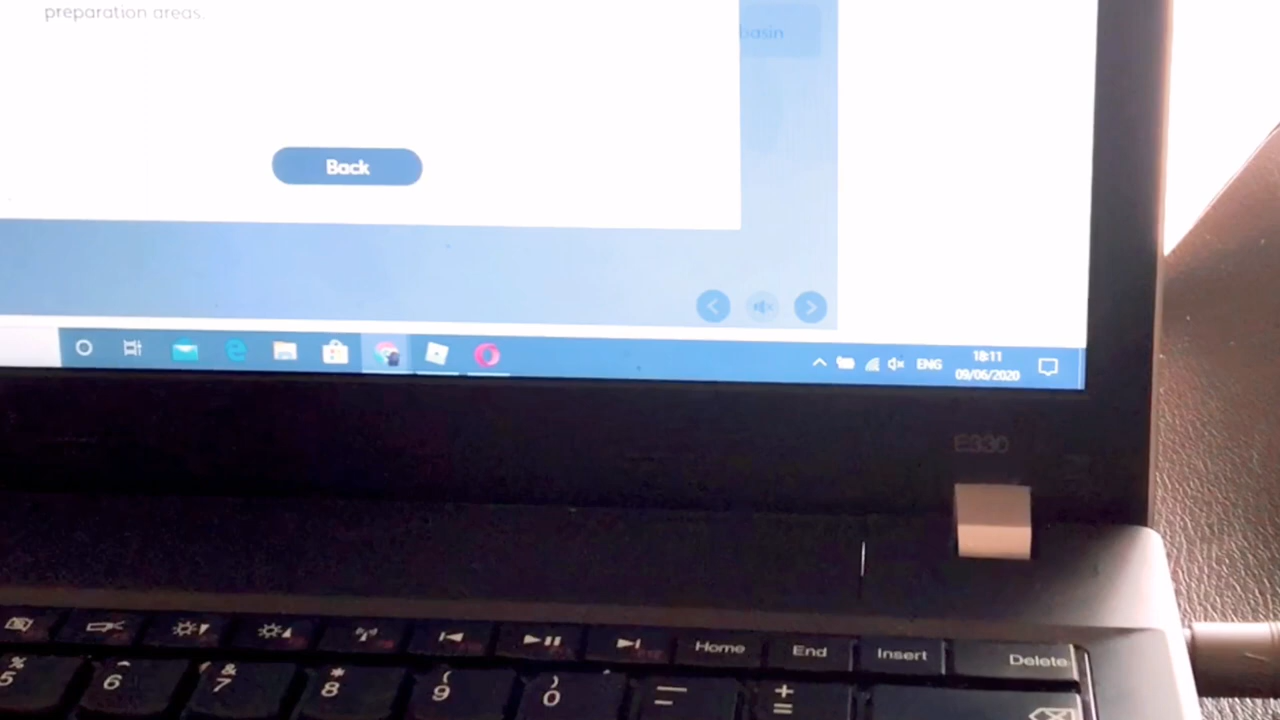 preparation areas.
basin
Back
ENG
18:11
09/06/2020
E330
Home
End
Insert
Delete
% 5
^ 6
& 7
* 8
( 9
) 0
— –
+ =